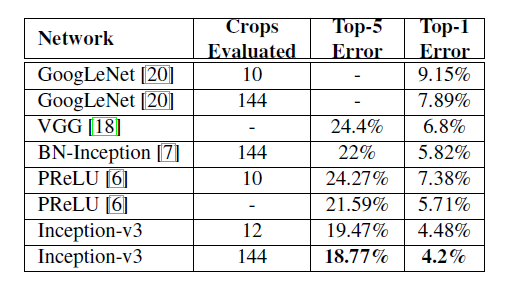 Network Crops Evaluated Top-5 Error Top-1 Error
GoogLeNet [20] 10 - 9.15%
GoogLeNet [20] 144 - 7.89%
VGG [18] - 24.4% 6.8%
BN-Inception [7] 144 22% 5.82%
PReLU [6] 10 24.27% 7.38%
PReLU [6] - 21.59% 5.71%
Inception-v3 12 19.47% 4.48%
Inception-v3 144 18.77% 4.2%